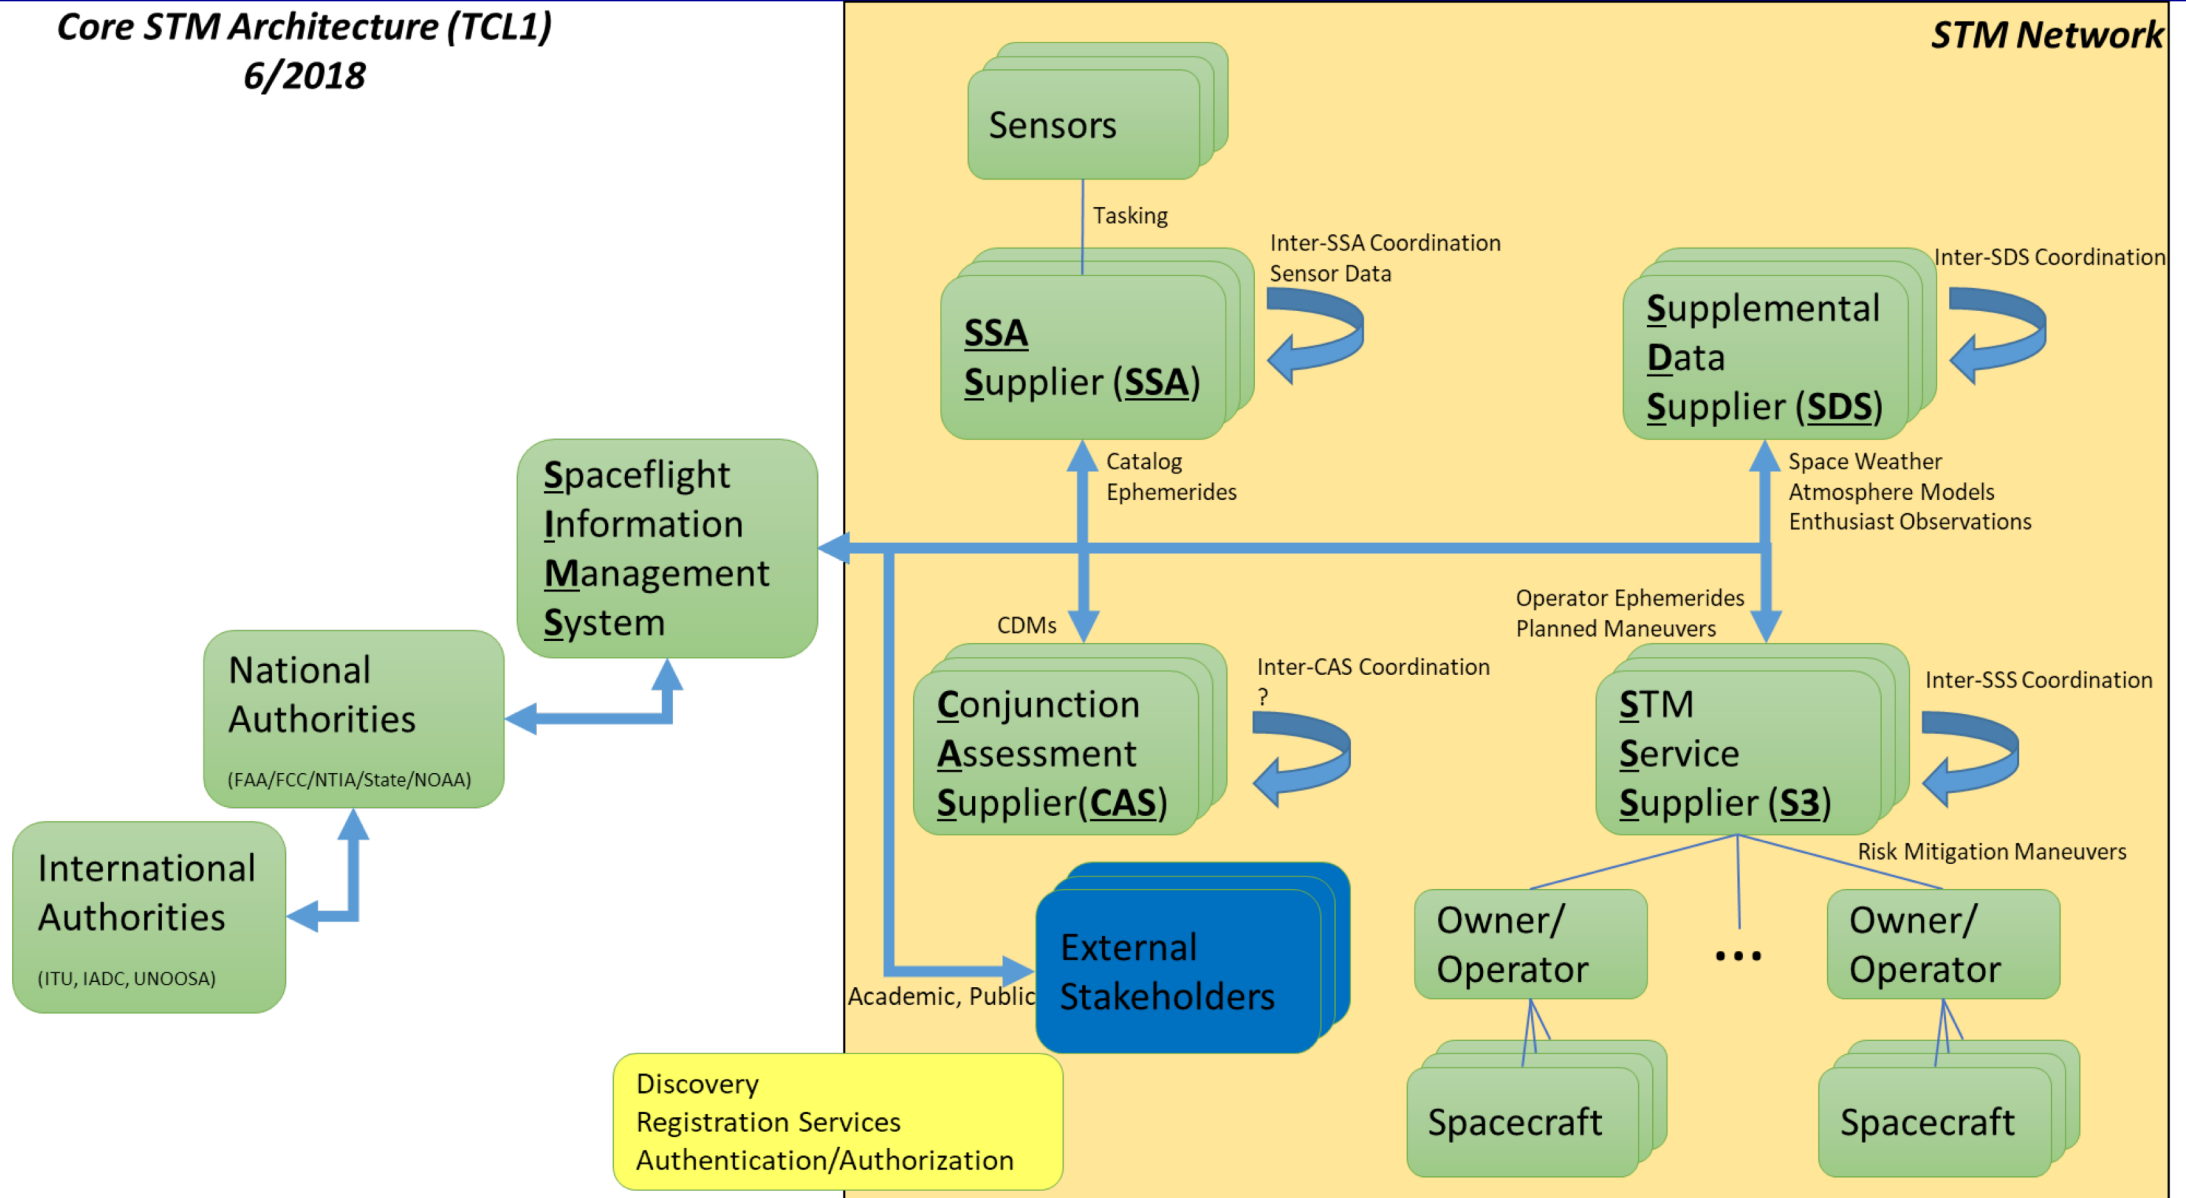 Core STM Architecture (TCL1)
6/2018
STM Network
Sensors
Tasking
Inter-SSA Coordination
Sensor Data
SSA
Supplier (SSA)
Inter-SDS Coordination
Supplemental
Data
Supplier (SDS)
Catalog
Ephemerides
Space Weather
Atmosphere Models
Enthusiast Observations
Spaceflight
Information
Management
System
National
Authorities
(FAA/FCC/NTIA/State/NOAA)
International
Authorities
(ITU, IADC, UNOOSA)
CDMs
Operator Ephemerides
Planned Maneuvers
Conjunction
Assessment
Supplier(CAS)
Inter-CAS Coordination
?
STM
Service
Supplier (S3)
Inter-SSS Coordination
Risk Mitigation Maneuvers
External
Stakeholders
Academic, Public
Owner/
Operator
...
Owner/
Operator
Spacecraft
Spacecraft
Discovery
Registration Services
Authentication/Authorization